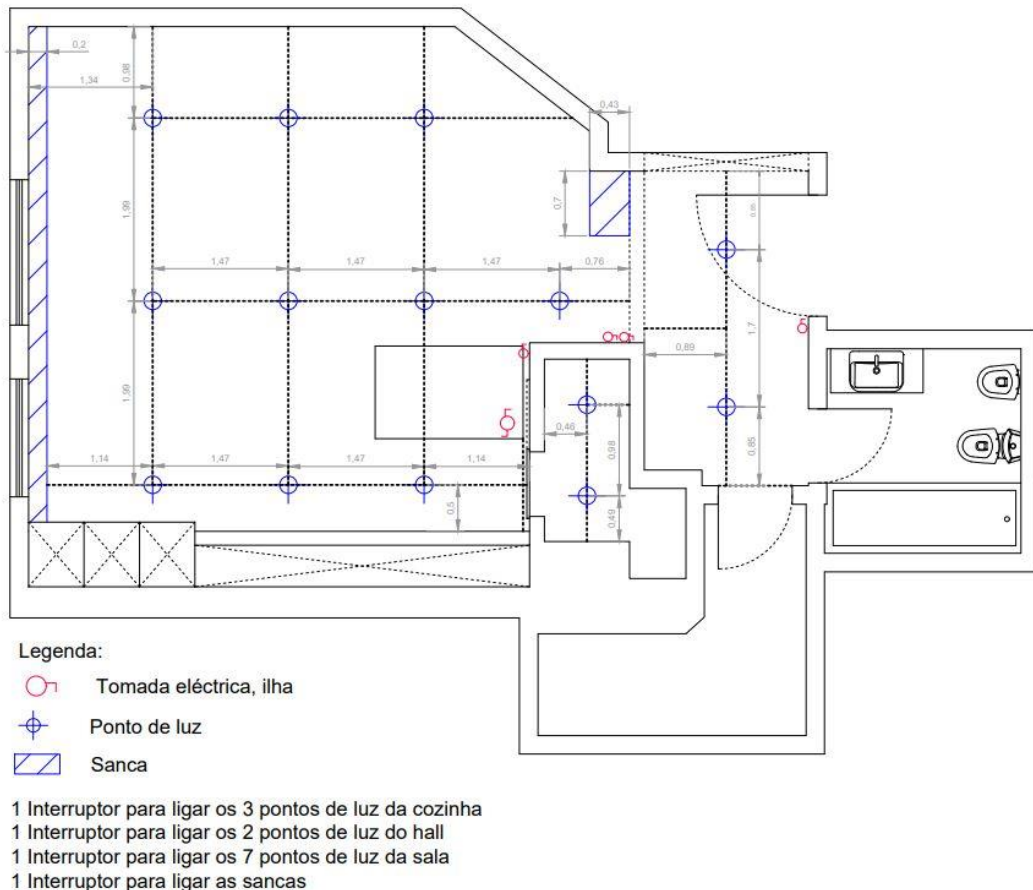 0,2
1,34
0,98
0,43
0,7
1,99
1,47
1,47
1,47
0,76
1,7
0,89
1,99
0,46
0,98
0,85
1,14
1,47
1,47
1,14
0,5
0,49
Legenda:
Tomada eléctrica, ilha
Ponto de luz
Sanca
1 Interruptor para ligar os 3 pontos de luz da cozinha
1 Interruptor para ligar os 2 pontos de luz do hall
1 Interruptor para ligar os 7 pontos de luz da sala
1 Interruptor para ligar as sancas